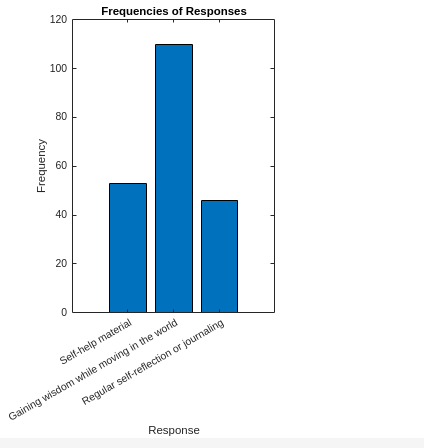 Frequencies of Responses
120
100
80
60
40
20
0
Frequency
Self-help material
Gaining wisdom while moving in the world
Regular self-reflection or journaling
Response